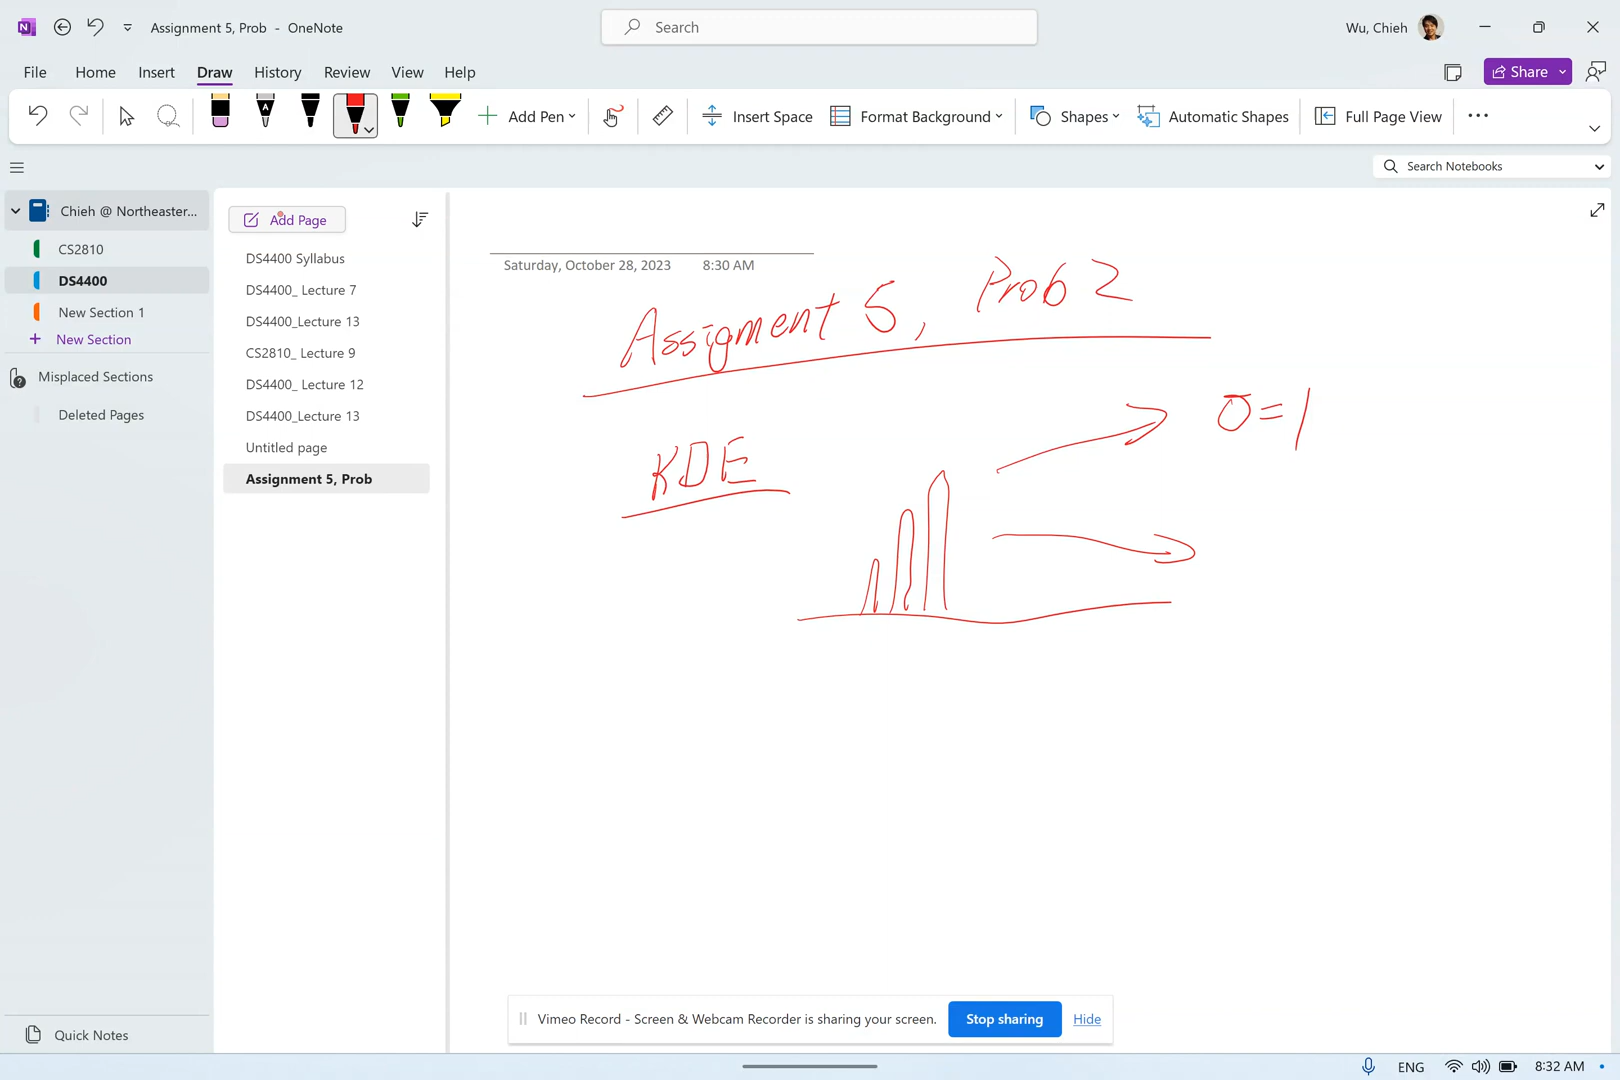 Assignment 5, Prob - OneNote
Search
Wu, Chieh
File Home Insert Draw History Review View Help
Share
Add Pen
Insert Space
Format Background
Shapes
Automatic Shapes
Full Page View
Search Notebooks
Chieh @ Northeaster...
CS2810
DS4400
New Section 1
New Section
Misplaced Sections
Deleted Pages
Quick Notes
Add Page
DS4400 Syllabus
DS4400_ Lecture 7
DS4400_Lecture 13
CS2810_ Lecture 9
DS4400_ Lecture 12
DS4400_Lecture 13
Untitled page
Assignment 5, Prob
Saturday, October 28, 2023 8:30 AM
Assigment 5, Prob 2
KDE
σ = 1
Vimeo Record - Screen & Webcam Recorder is sharing your screen.
Stop sharing
Hide
ENG
8:32 AM